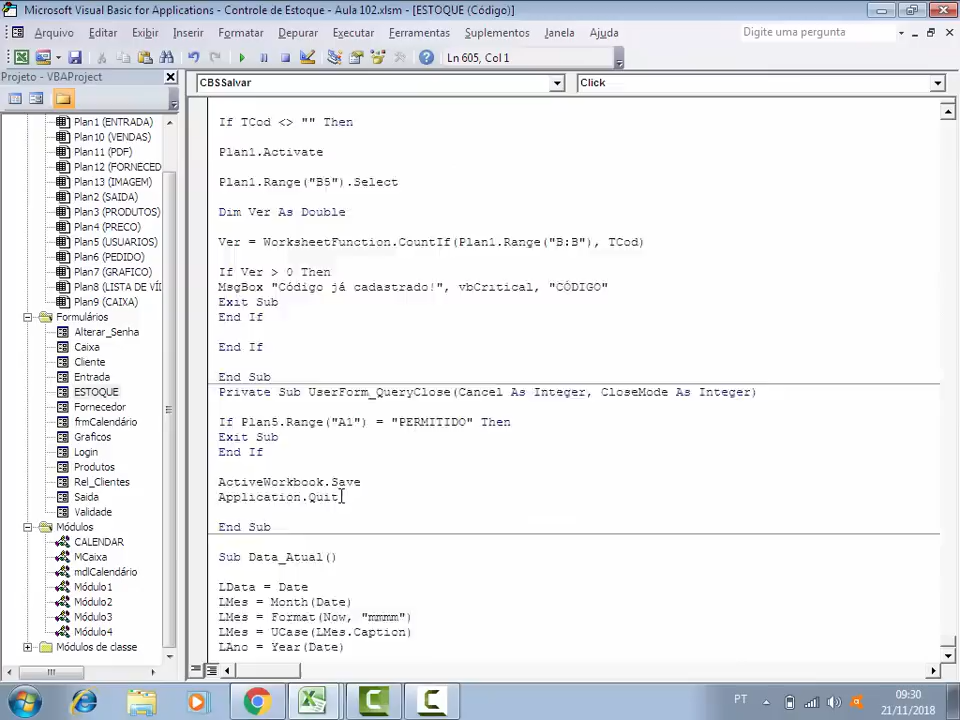 Microsoft Visual Basic for Applications - Controle de Estoque - Aula 102.xlsm - [ESTOQUE (Código)]
Arquivo Editar Exibir Inserir Formatar Depurar Executar Ferramentas Suplementos Janela Ajuda Digite uma pergunta
Ln 605, Col 1
Projeto - VBAProject
CBSSalvar Click
Plan1 (ENTRADA)
Plan10 (VENDAS)
Plan11 (PDF)
Plan12 (FORNECED
Plan13 (IMAGEM)
Plan2 (SAIDA)
Plan3 (PRODUTOS)
Plan4 (PRECO)
Plan5 (USUARIOS)
Plan6 (PEDIDO)
Plan7 (GRAFICO)
Plan8 (LISTA DE VÍ
Plan9 (CAIXA)
Formulários
Alterar_Senha
Caixa
Cliente
Entrada
ESTOQUE
Fornecedor
frmCalendário
Graficos
Login
Produtos
Rel_Clientes
Saida
Validade
Módulos
CALENDAR
MCaixa
mdlCalendário
Módulo1
Módulo2
Módulo3
Módulo4
Módulos de classe
If TCod <> "" Then
Plan1.Activate
Plan1.Range("B5").Select
Dim Ver As Double
Ver = WorksheetFunction.CountIf(Plan1.Range("B:B"), TCod)
If Ver > 0 Then
MsgBox "Código já cadastrado!", vbCritical, "CÓDIGO"
Exit Sub
End If
End If
End Sub
Private Sub UserForm_QueryClose(Cancel As Integer, CloseMode As Integer)
If Plan5.Range("A1") = "PERMITIDO" Then
Exit Sub
End If
ActiveWorkbook.Save
Application.Quit
End Sub
Sub Data_Atual()
LData = Date
LMes = Month(Date)
LMes = Format(Now, "mmmm")
LMes = UCase(LMes.Caption)
LAno = Year(Date)
PT
09:30
21/11/2018